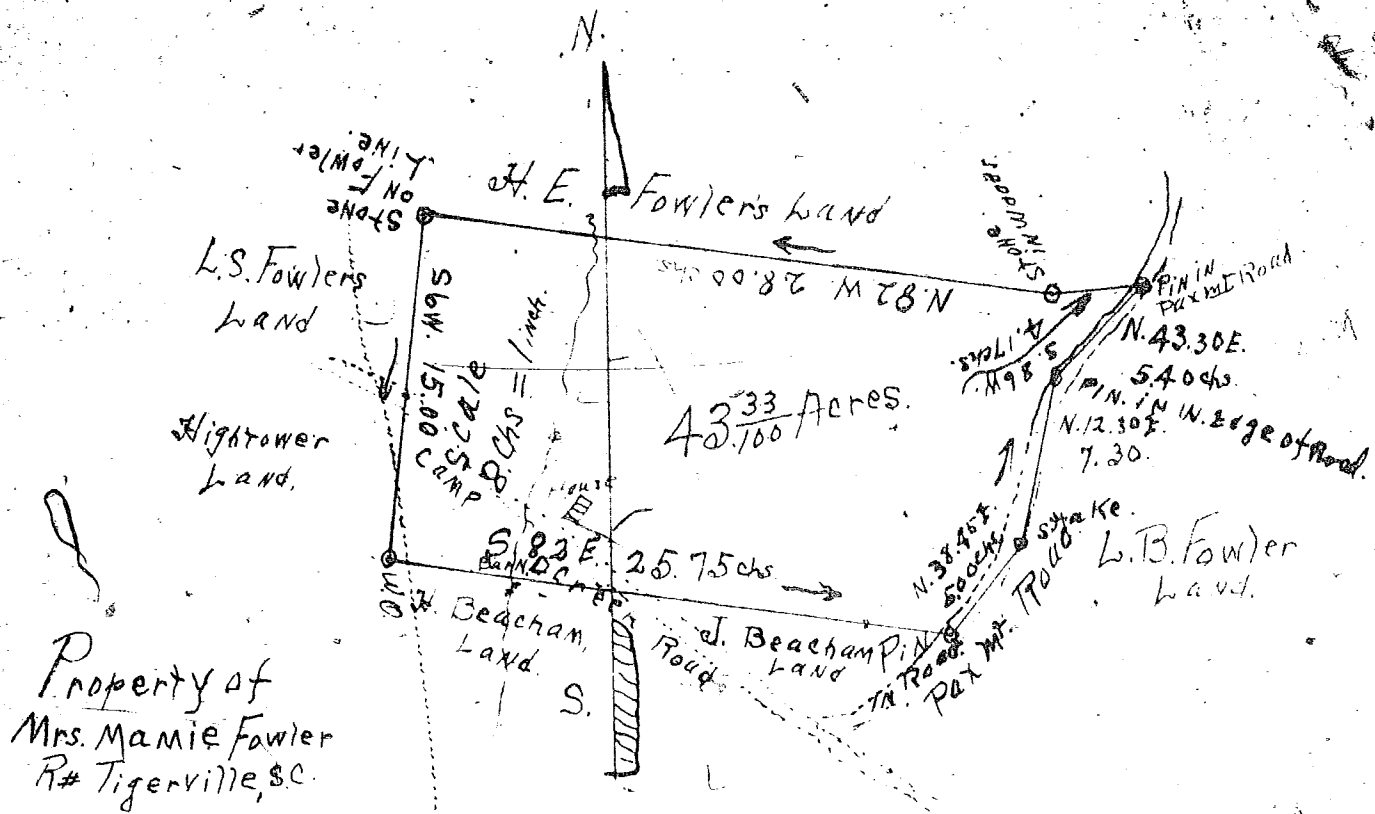 N.
STONE
ON FOWLER
LINE.
H. E. Fowler's Land
STONE
IN WOODS
L.S. Fowlers
Land
N. 82 W. 28.00 chs
PIN IN
Pax mt Road
S. 86 W.
4.17 chs.
N. 43.30 E.
5.40 chs.
PIN. IN N. Edge of Road.
N. 12.30 E.
7.30.
S 6 W. 15.00
Camp
Scale
8 Chs = 1 inch.
43 33/100 Acres.
Hightower
Land.
House
S. 82 E. 25.75 chs
Barn.
N. 38.45 E.
5.00 chs
Stake.
L.B. Fowler
Land.
W.O
H. Beacham,
Land.
Road
J. Beacham
Land
PIN
IN Road.
Pax Mt. Road
S.
Property of
Mrs. Mamie Fowler
R# Tigerville, S.C.